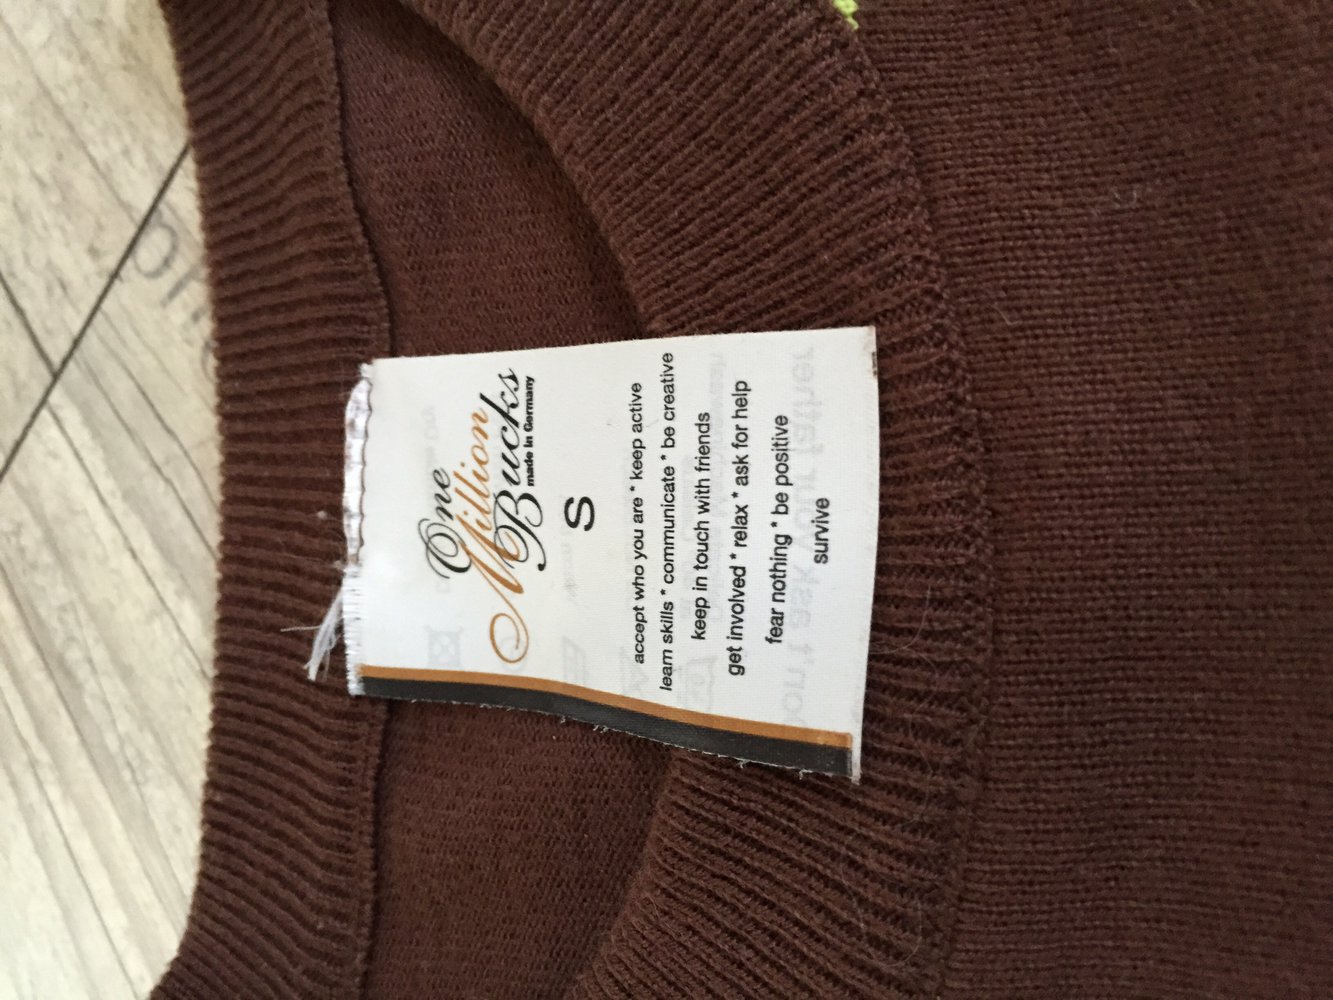 One
Million
Bucks
made in Germany
S
accept who you are * keep active
learn skills * communicate * be creative
keep in touch with friends
get involved * relax * ask for help
fear nothing * be positive
survive